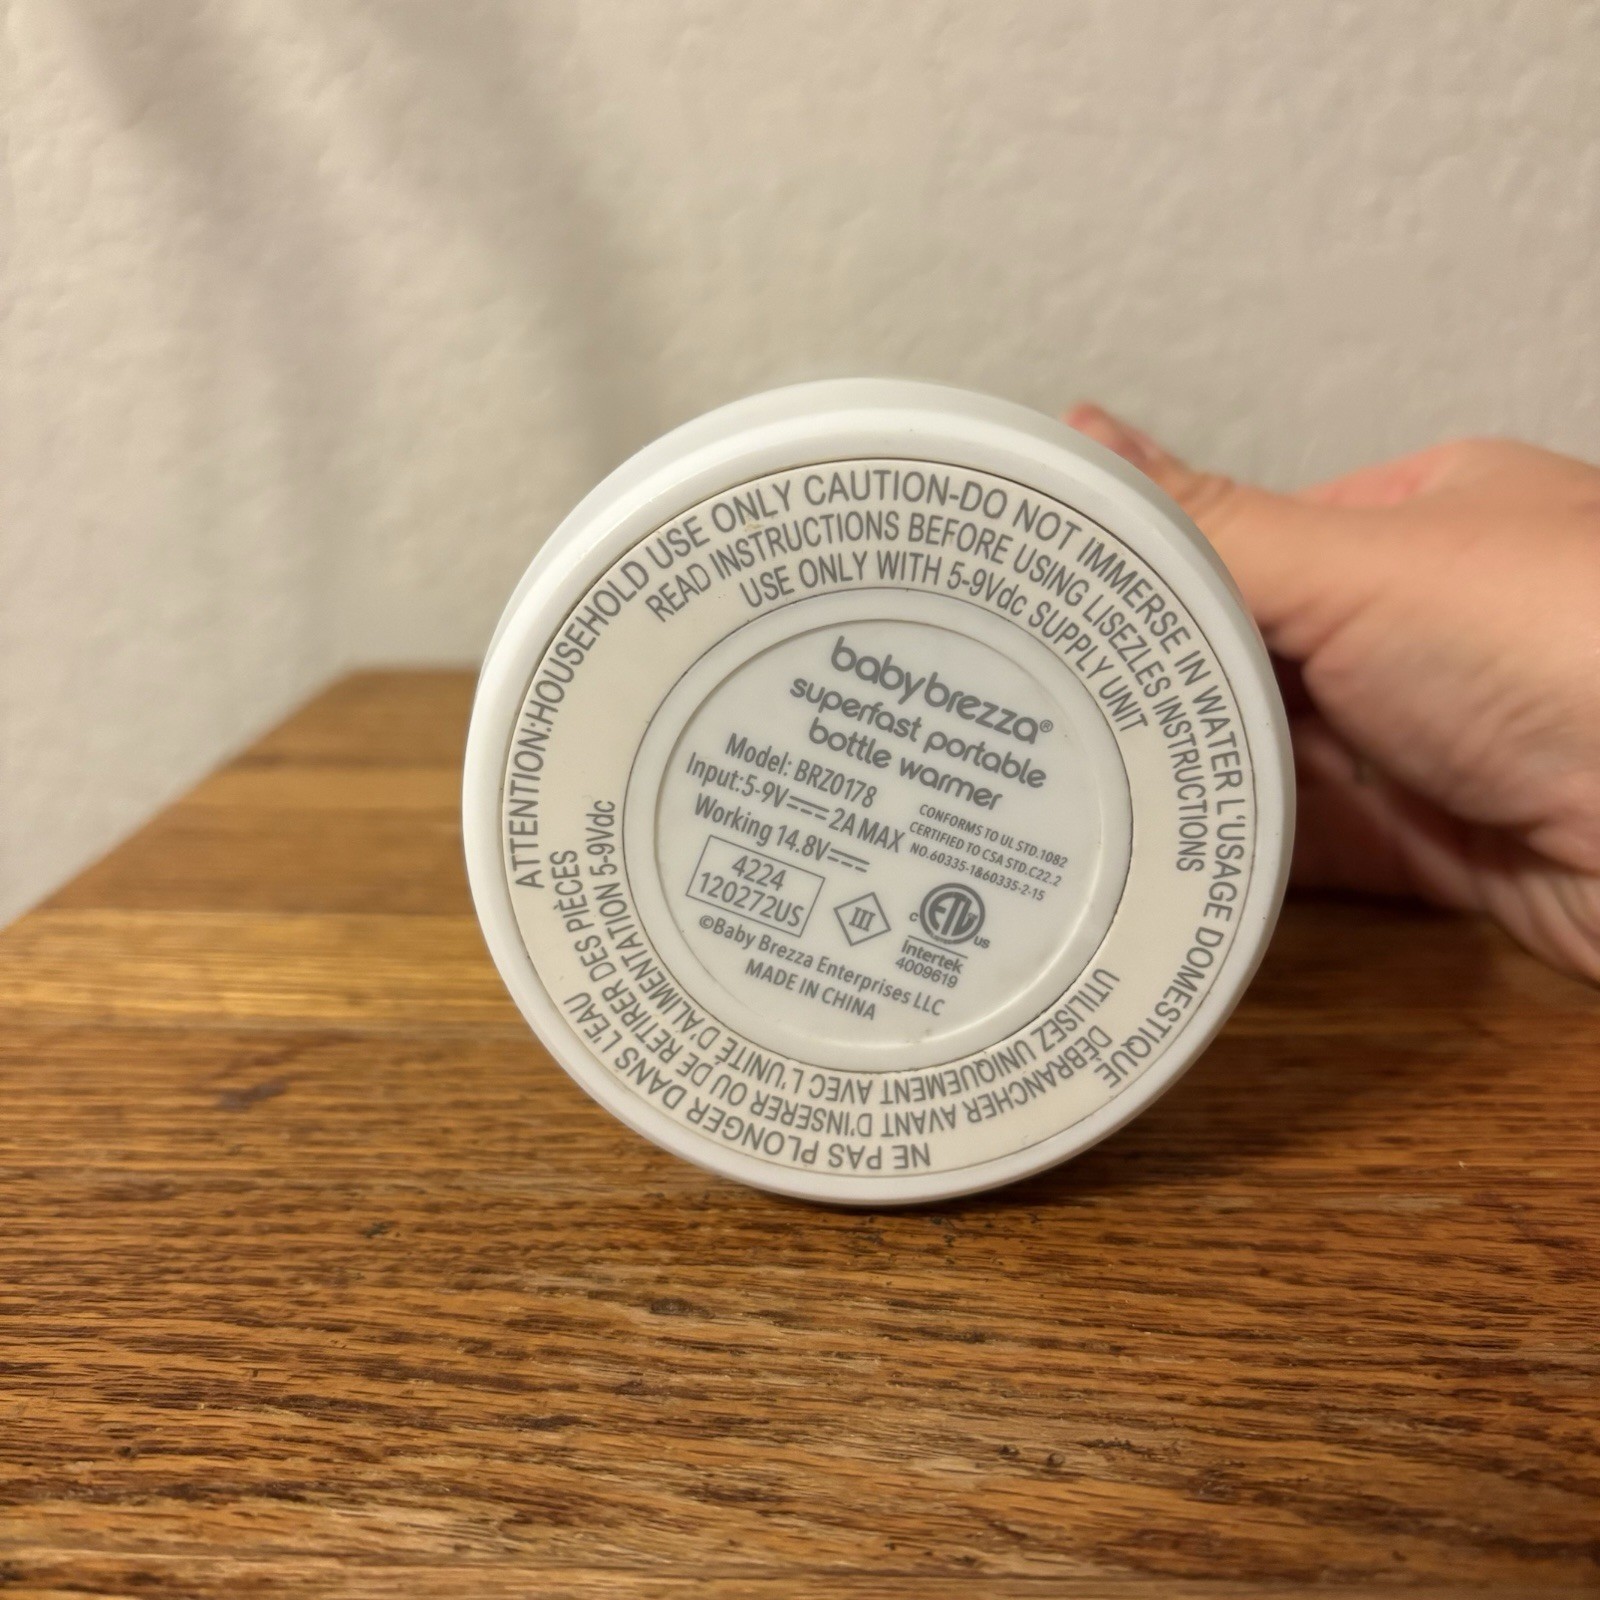 ATTENTION:HOUSEHOLD USE ONLY CAUTION-DO NOT IMMERSE IN WATER L'USAGE DOMESTIQUE,
READ INSTRUCTIONS BEFORE USING LISEZLES INSTRUCTIONS
USE ONLY WITH 5-9Vdc SUPPLY UNIT
babybrezza®
superfast portable
bottle warmer
Model: BRZ0178
Input:5-9V⎓2A MAX
Working 14.8V⎓
CONFORMS TO UL STD.1082
CERTIFIED TO CSA STD.C22.2
NO.60335-1&60335-2-15
4224
120272US
III
c ETL us
Intertek
4009619
©Baby Brezza Enterprises LLC
MADE IN CHINA
UTILISEZ UNIQUEMENT AVEC L'UNITÉ D'ALIMENTATION 5-9Vdc
DÉBRANCHER AVANT D'INSERER OU DE RETIRER DES PIÈCES
NE PAS PLONGER DANS L'EAU